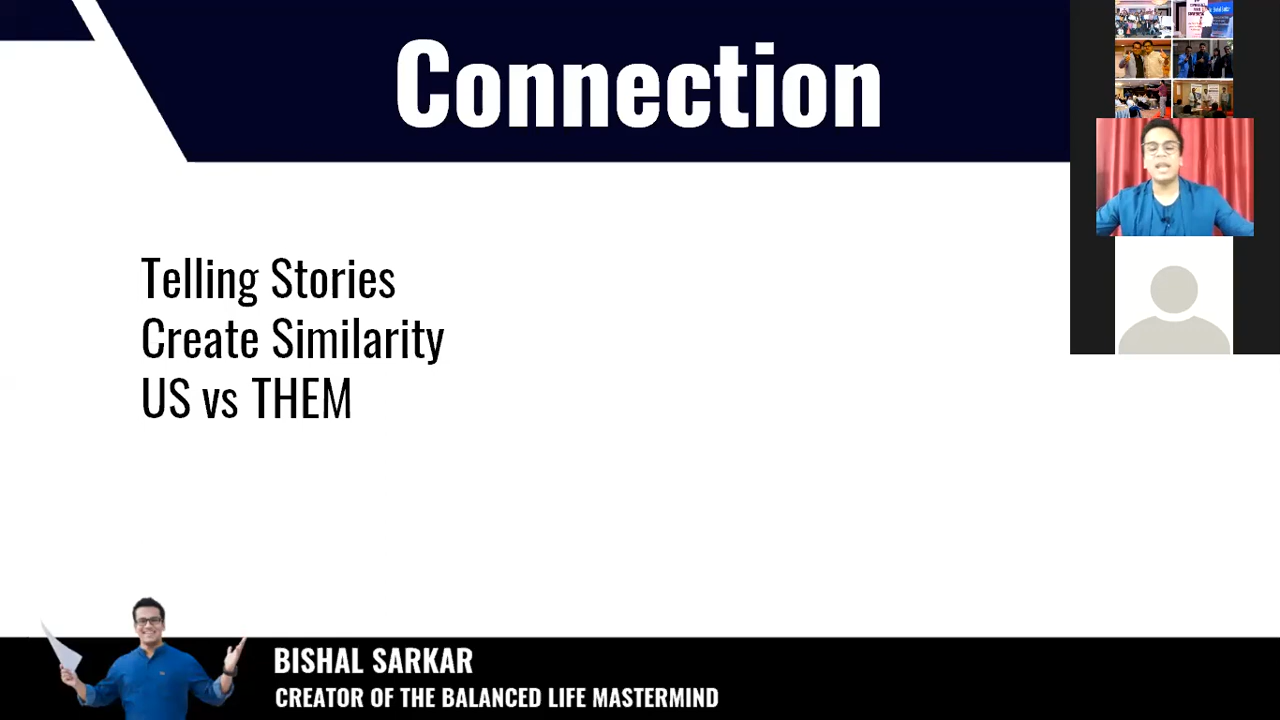 Connection
Telling Stories
Create Similarity
US vs THEM
BISHAL SARKAR
CREATOR OF THE BALANCED LIFE MASTERMIND